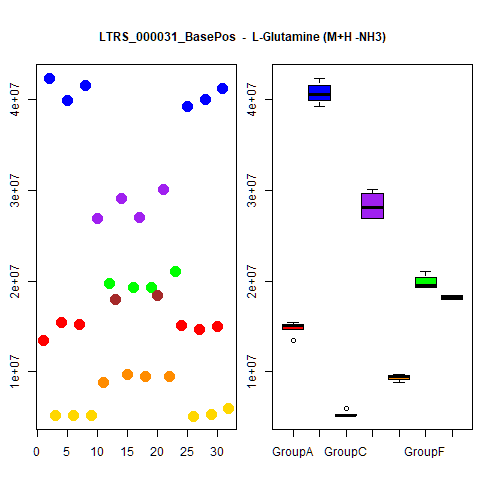 LTRS_000031_BasePos - L-Glutamine (M+H -NH3)
4e+07
3e+07
2e+07
1e+07
0 5 10 15 20 25 30
4e+07
3e+07
2e+07
1e+07
GroupA GroupC GroupF